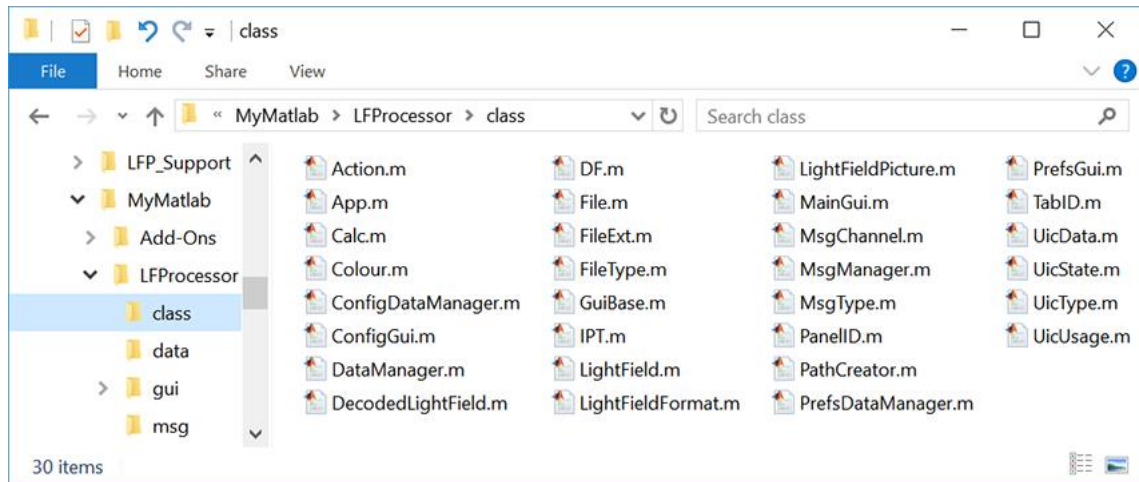 class
File Home Share View
« MyMatlab > LFProcessor > class Search class
LFP_Support
MyMatlab
Add-Ons
LFProcessor
class
data
gui
msg
Action.m
App.m
Calc.m
Colour.m
ConfigDataManager.m
ConfigGui.m
DataManager.m
DecodedLightField.m
DF.m
File.m
FileExt.m
FileType.m
GuiBase.m
IPT.m
LightField.m
LightFieldFormat.m
LightFieldPicture.m
MainGui.m
MsgChannel.m
MsgManager.m
MsgType.m
PanelID.m
PathCreator.m
PrefsDataManager.m
PrefsGui.m
TabID.m
UicData.m
UicState.m
UicType.m
UicUsage.m
30 items